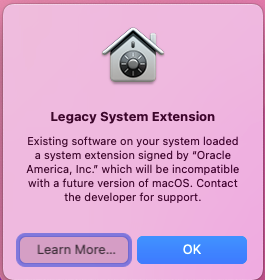 Legacy System Extension
Existing software on your system loaded
a system extension signed by “Oracle
America, Inc.” which will be incompatible
with a future version of macOS. Contact
the developer for support.
Learn More...
OK